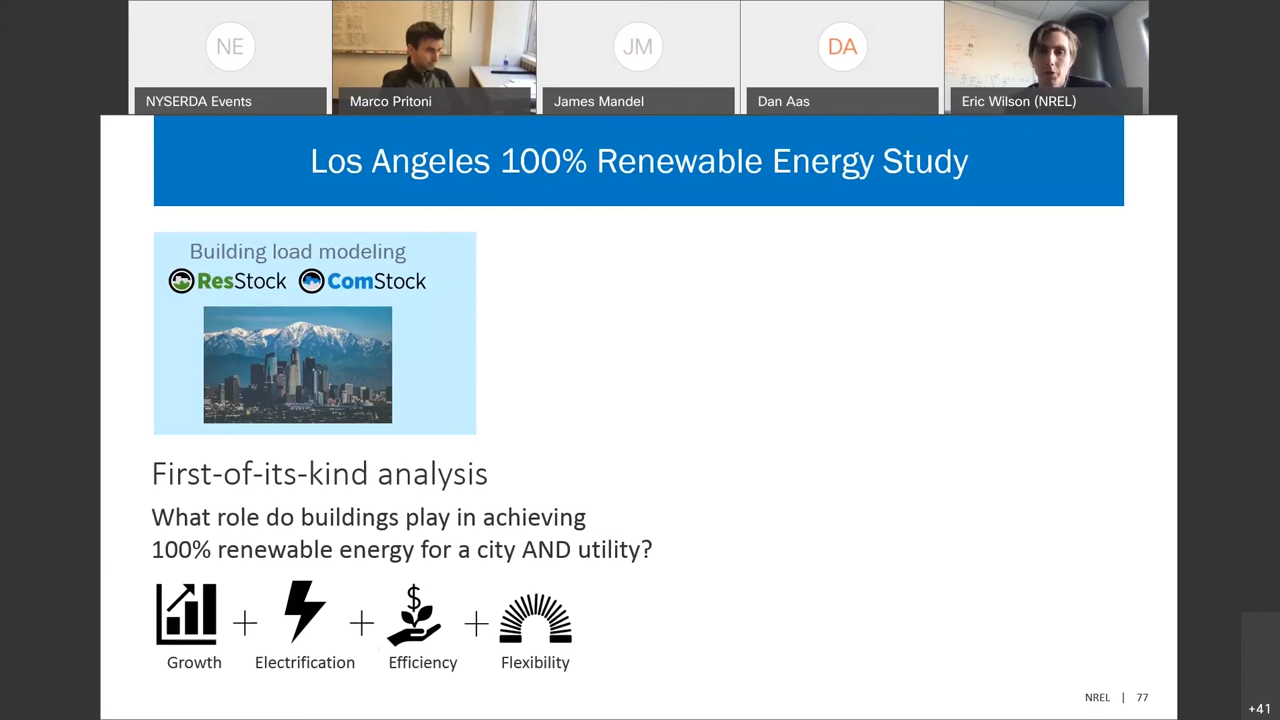 NE
JM
DA
NYSERDA Events
Marco Pritoni
James Mandel
Dan Aas
Eric Wilson (NREL)
Los Angeles 100% Renewable Energy Study
Building load modeling
ResStock ComStock
First-of-its-kind analysis
What role do buildings play in achieving
100% renewable energy for a city AND utility?
$
+ + +
Growth Electrification Efficiency Flexibility
NREL | 77
+41